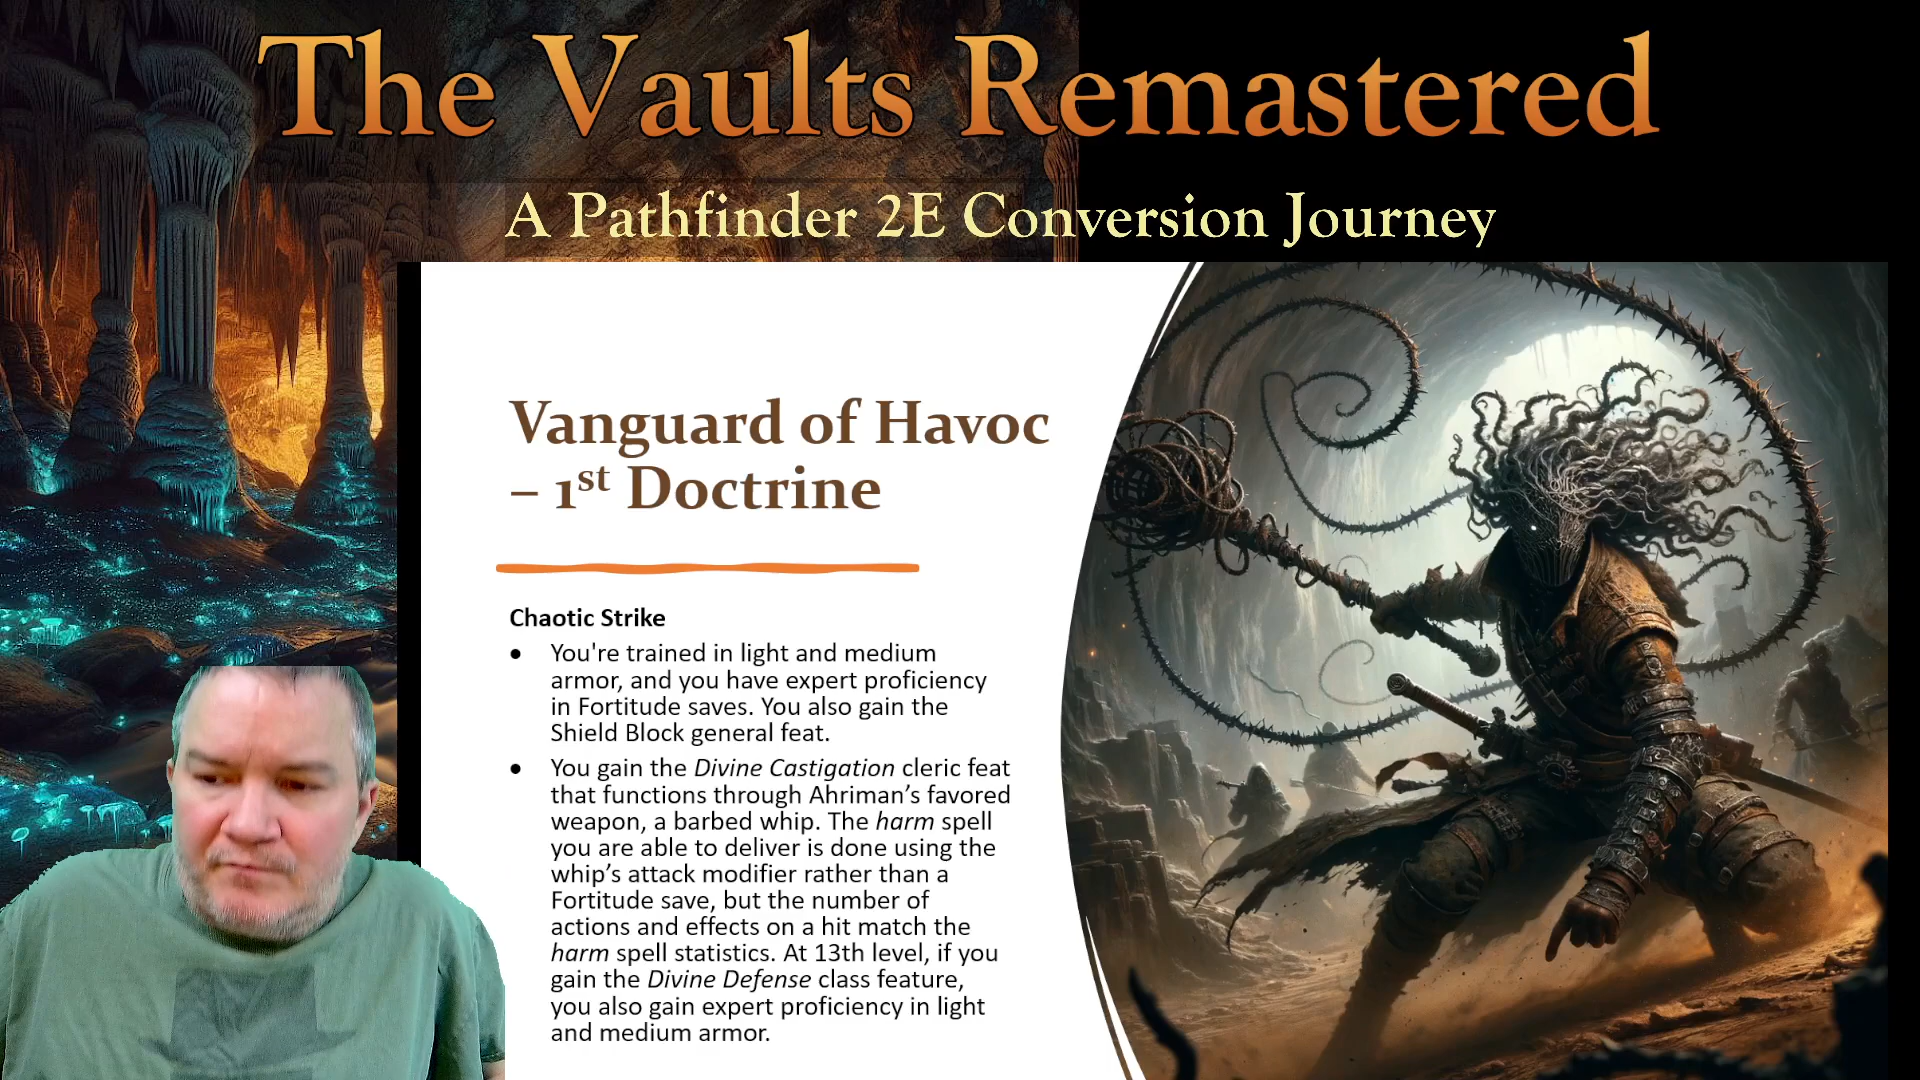 The Vaults Remastered
A Pathfinder 2E Conversion Journey
Vanguard of Havoc
– 1st Doctrine
Chaotic Strike
• You're trained in light and medium
armor, and you have expert proficiency
in Fortitude saves. You also gain the
Shield Block general feat.
• You gain the Divine Castigation cleric feat
that functions through Ahriman’s favored
weapon, a barbed whip. The harm spell
you are able to deliver is done using the
whip’s attack modifier rather than a
Fortitude save, but the number of
actions and effects on a hit match the
harm spell statistics. At 13th level, if you
gain the Divine Defense class feature,
you also gain expert proficiency in light
and medium armor.